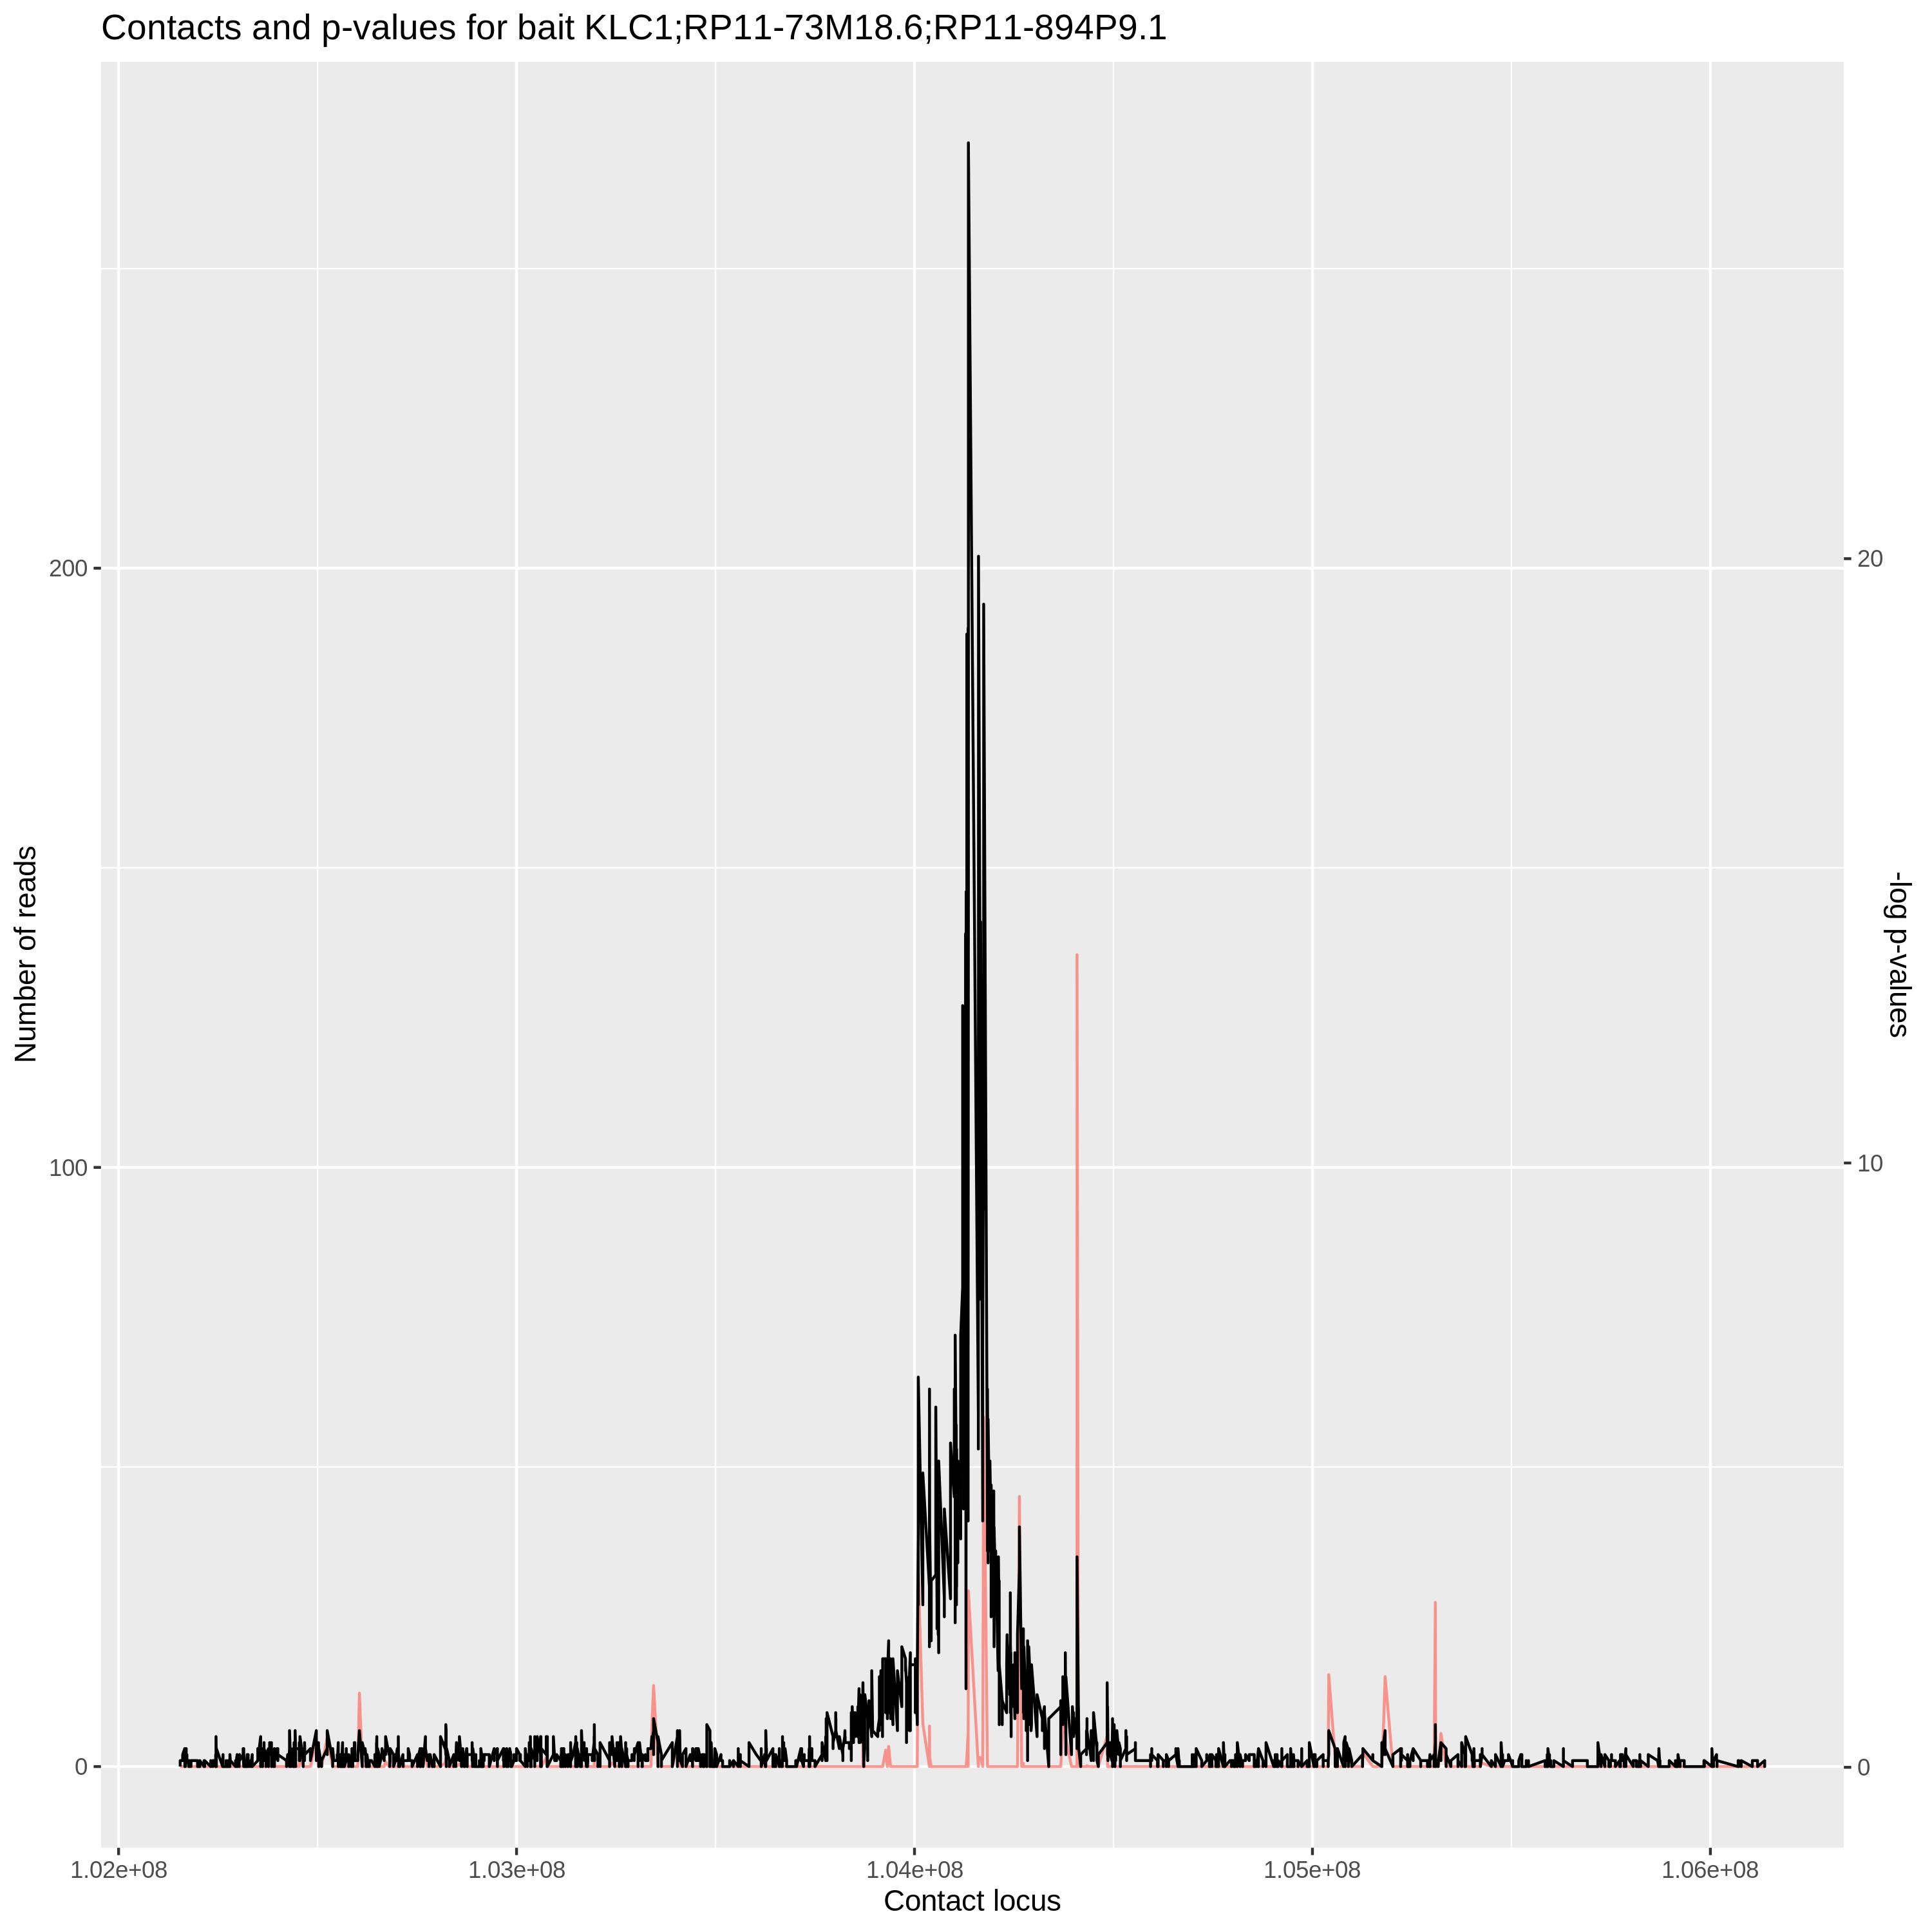 Contacts and p-values for bait KLC1;RP11-73M18.6;RP11-894P9.1
200
100
0
Number of reads
20
10
0
-log p-values
1.02e+08 1.03e+08 1.04e+08 1.05e+08 1.06e+08
Contact locus